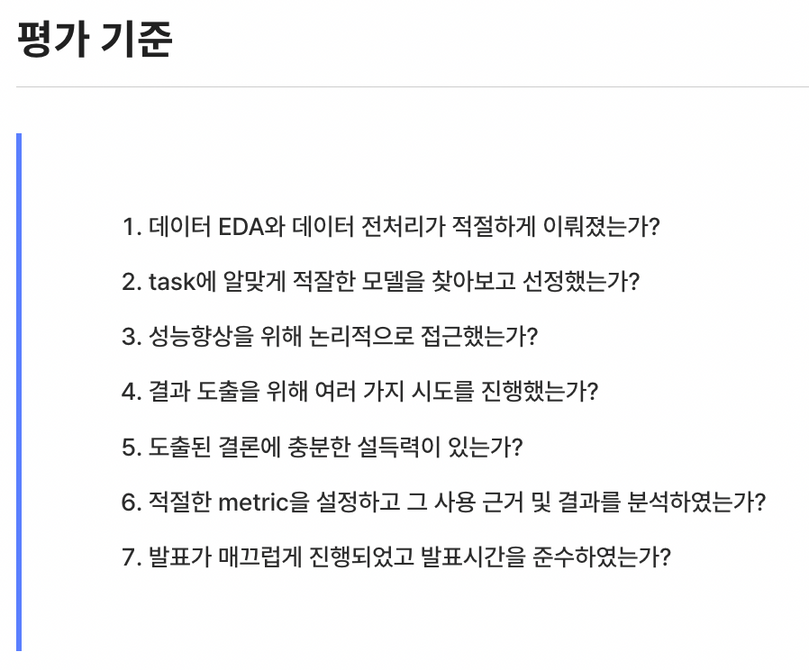 평가 기준
1. 데이터 EDA와 데이터 전처리가 적절하게 이뤄졌는가?
2. task에 알맞게 적잘한 모델을 찾아보고 선정했는가?
3. 성능향상을 위해 논리적으로 접근했는가?
4. 결과 도출을 위해 여러 가지 시도를 진행했는가?
5. 도출된 결론에 충분한 설득력이 있는가?
6. 적절한 metric을 설정하고 그 사용 근거 및 결과를 분석하였는가?
7. 발표가 매끄럽게 진행되었고 발표시간을 준수하였는가?